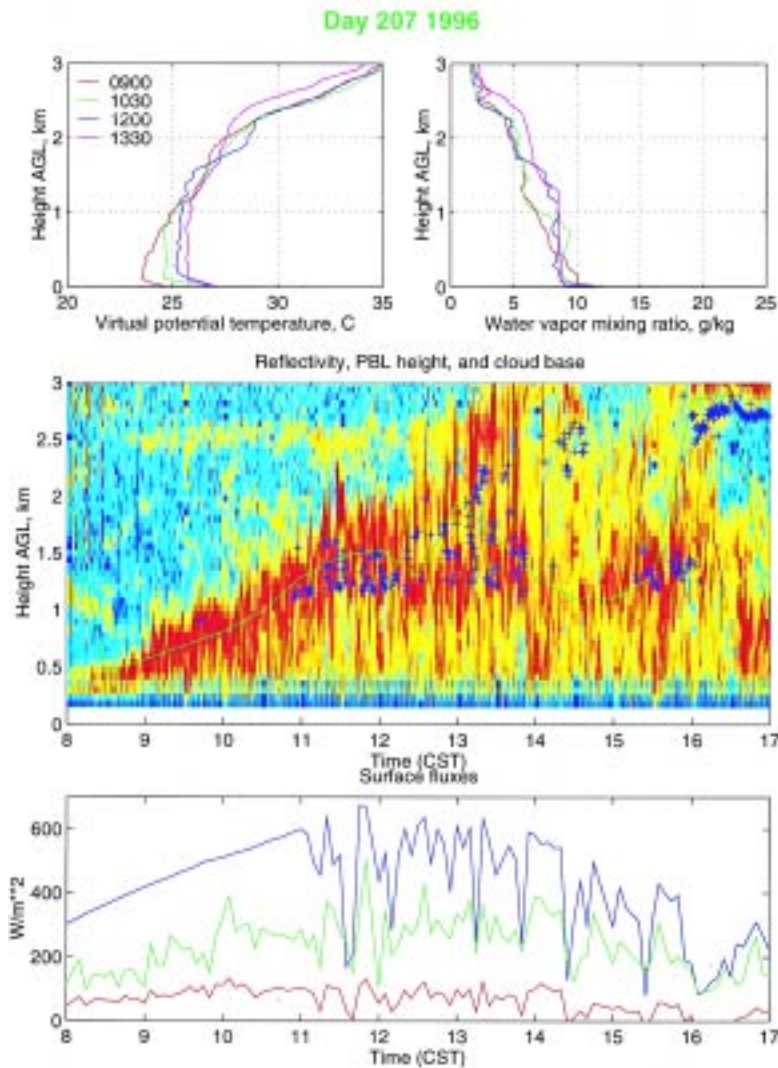 Day 207 1996
3
2
1
0
Height AGL, km
0900
1030
1200
1330
20 25 30 35
Virtual potential temperature, C
3
2
1
0
Height AGL, km
0 5 10 15 20 25
Water vapor mixing ratio, g/kg
Reflectivity, PBL height, and cloud base
3
2.5
2
1.5
1
0.5
0
Height AGL, km
8 9 10 11 12 13 14 15 16 17
Time (CST)
Surface fluxes
600
400
200
0
W/m**2
8 9 10 11 12 13 14 15 16 17
Time (CST)